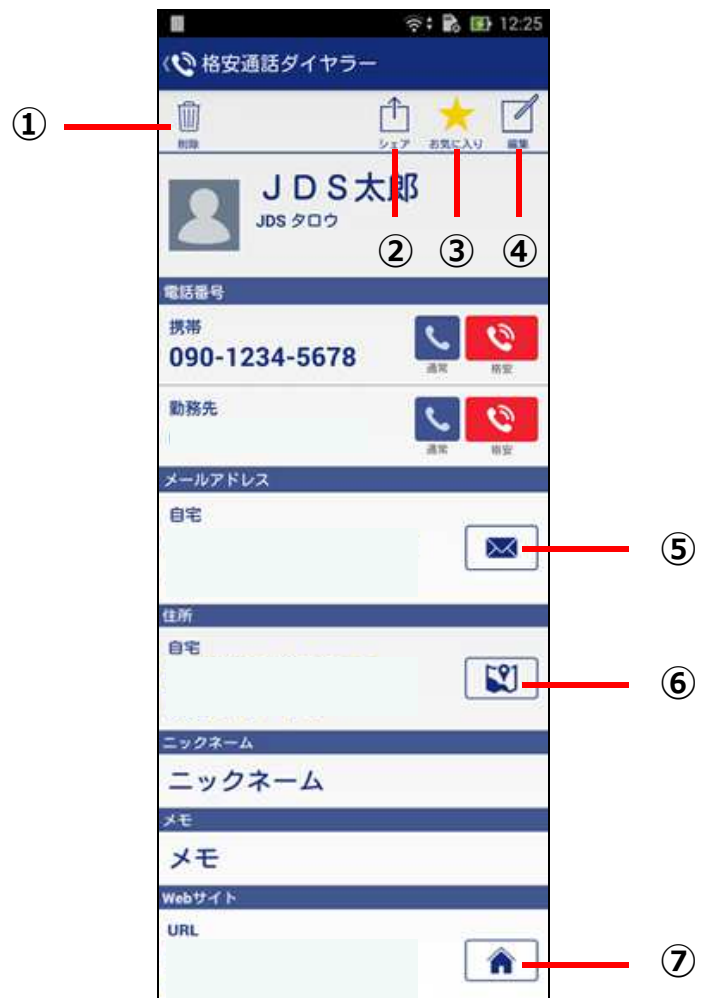 12:25
格安通話ダイヤラー
①
削除
シェア
お気に入り
編集
JDS太郎
JDS タロウ
② ③ ④
電話番号
携帯
090-1234-5678
通常
格安
勤務先
通常
格安
メールアドレス
自宅
⑤
住所
自宅
⑥
ニックネーム
ニックネーム
メモ
メモ
Webサイト
URL
⑦